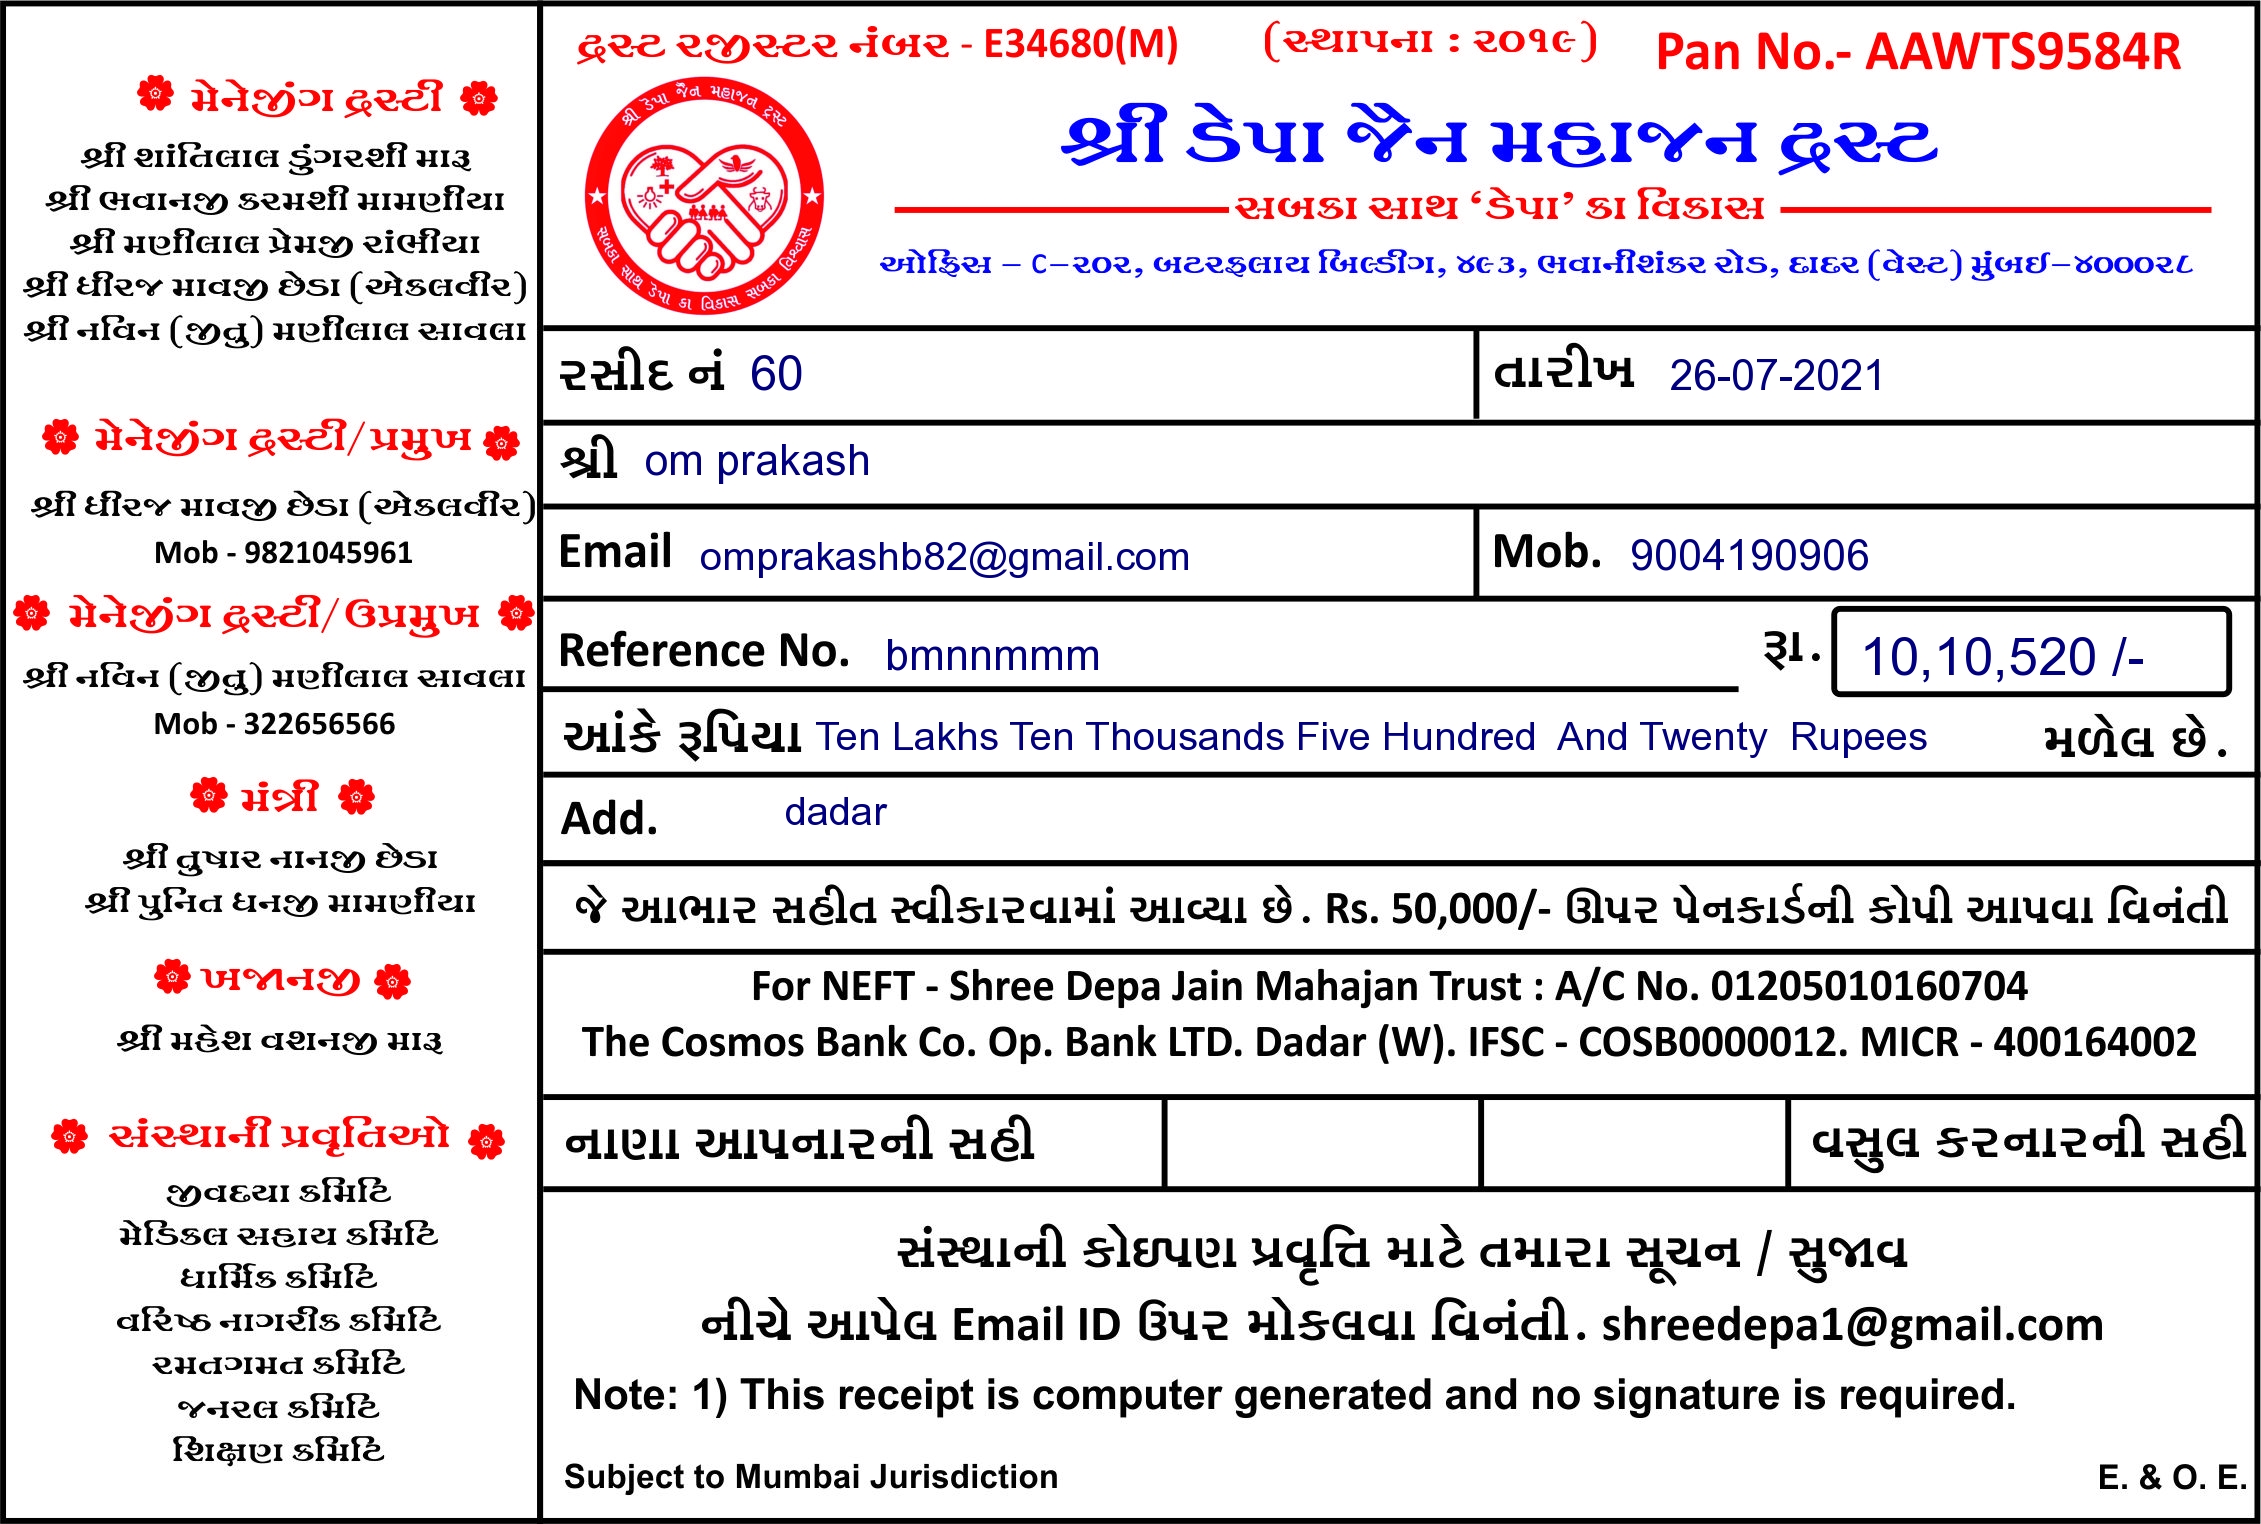 મેનેજીંગ ટ્રસ્ટી
શ્રી શાંતિલાલ ડુંગરશી મારૂ
શ્રી ભવાનજી કરમશી મામણીયા
શ્રી મણીલાલ પ્રેમજી રાંભીયા
શ્રી ધીરજ માવજી છેડા (એકલવીર)
શ્રી નવિન (જીતુ) મણીલાલ સાવલા
મેનેજીંગ ટ્રસ્ટી/પ્રમુખ
શ્રી ધીરજ માવજી છેડા (એકલવીર)
Mob - 9821045961
મેનેજીંગ ટ્રસ્ટી/ઉપ્રમુખ
શ્રી નવિન (જીતુ) મણીલાલ સાવલા
Mob - 322656566
મંત્રી
શ્રી તુષાર નાનજી છેડા
શ્રી પુનિત ધનજી મામણીયા
ખજાનજી
શ્રી મહેશ વશનજી મારૂ
સંસ્થાની પ્રવૃતિઓ
જીવદયા કમિટિ
મેડિકલ સહાય કમિટિ
ધાર્મિક કમિટિ
વરિષ્ઠ નાગરીક કમિટિ
રમતગમત કમિટિ
જનરલ કમિટિ
શિક્ષણ કમિટિ
ટ્રસ્ટ રજીસ્ટર નંબર - E34680(M) (સ્થાપના : ૨૦૧૯) Pan No.- AAWTS9584R
શ્રી ડેપા જૈન મહાજન ટ્રસ્ટ
સબકા સાથ ડેપા કા વિકાસ સબકા વિશ્વાસ
શ્રી ડેપા જૈન મહાજન ટ્રસ્ટ
સબકા સાથ ‘ડેપા’ કા વિકાસ
ઓફિસ – C–૨૦૨, બટરફલાય બિલ્ડીંગ, ૪૯૩, ભવાનીશંકર રોડ, દાદર (વેસ્ટ) મુંબઈ–૪૦૦૦૨૮
રસીદ નં 60 તારીખ 26-07-2021
શ્રી om prakash
Email omprakashb82@gmail.com Mob. 9004190906
Reference No. bmnnmmm રૂા. 10,10,520 /-
આંકે રૂપિયા Ten Lakhs Ten Thousands Five Hundred And Twenty Rupees મળેલ છે.
Add. dadar
જે આભાર સહીત સ્વીકારવામાં આવ્યા છે. Rs. 50,000/- ઊપર પેનકાર્ડની કોપી આપવા વિનંતી
For NEFT - Shree Depa Jain Mahajan Trust : A/C No. 01205010160704
The Cosmos Bank Co. Op. Bank LTD. Dadar (W). IFSC - COSB0000012. MICR - 400164002
નાણા આપનારની સહી વસુલ કરનારની સહી
સંસ્થાની કોઇપણ પ્રવૃત્તિ માટે તમારા સૂચન / સુજાવ
નીચે આપેલ Email ID ઉપર મોકલવા વિનંતી. shreedepa1@gmail.com
Note: 1) This receipt is computer generated and no signature is required.
Subject to Mumbai Jurisdiction E. & O. E.